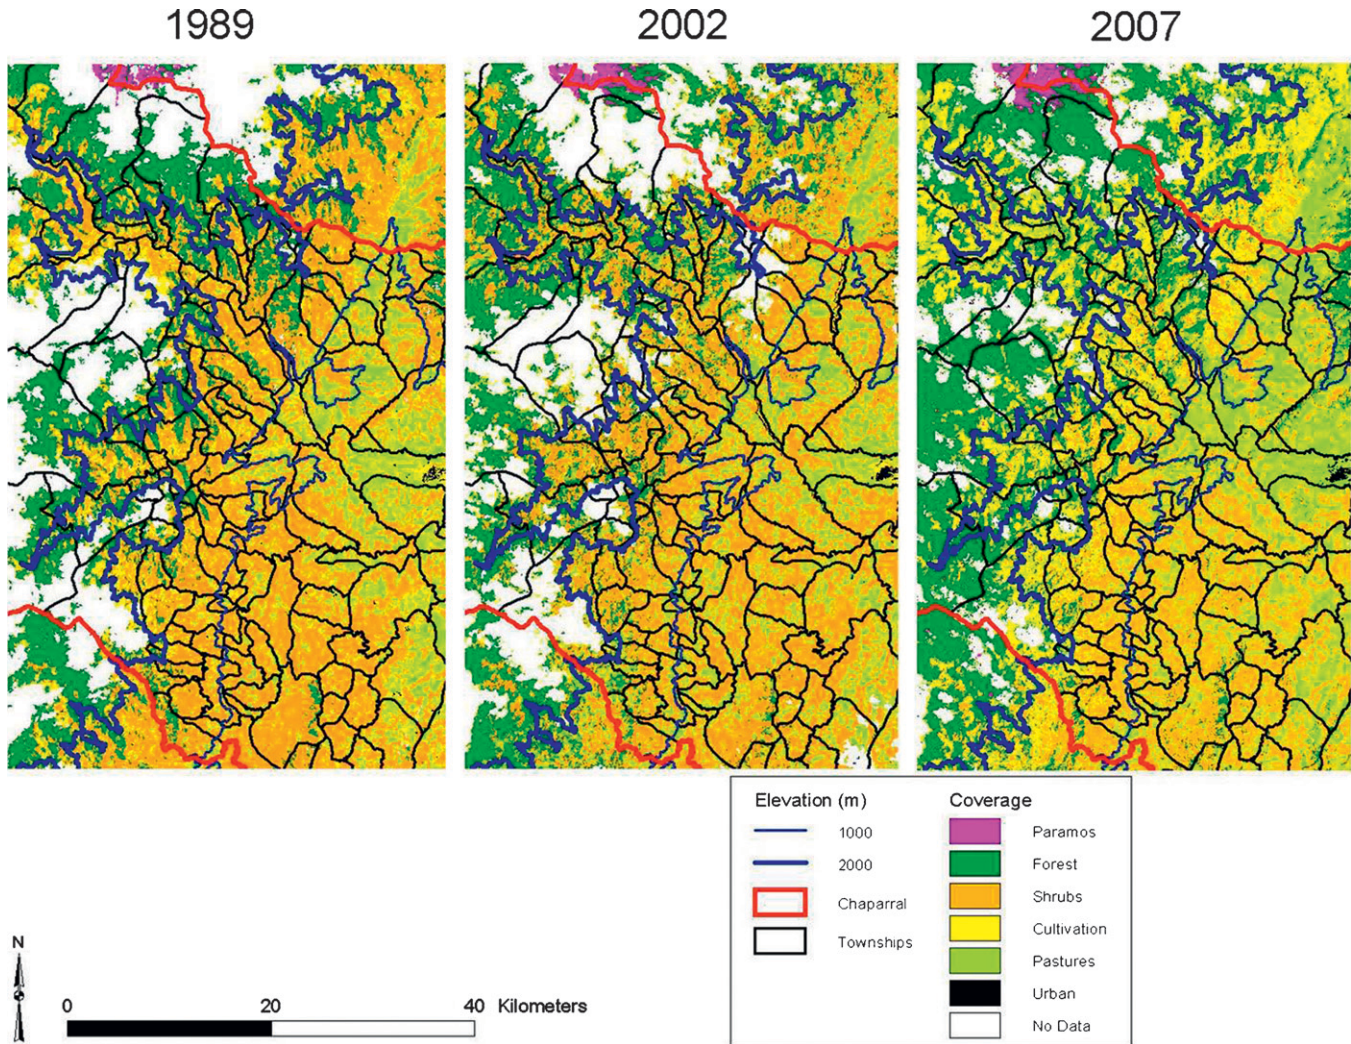 1989 2002 2007
Elevation (m) Coverage
1000 Paramos
2000 Forest
Chaparral Shrubs
Townships Cultivation
Pastures
Urban
No Data
N
0 20 40 Kilometers